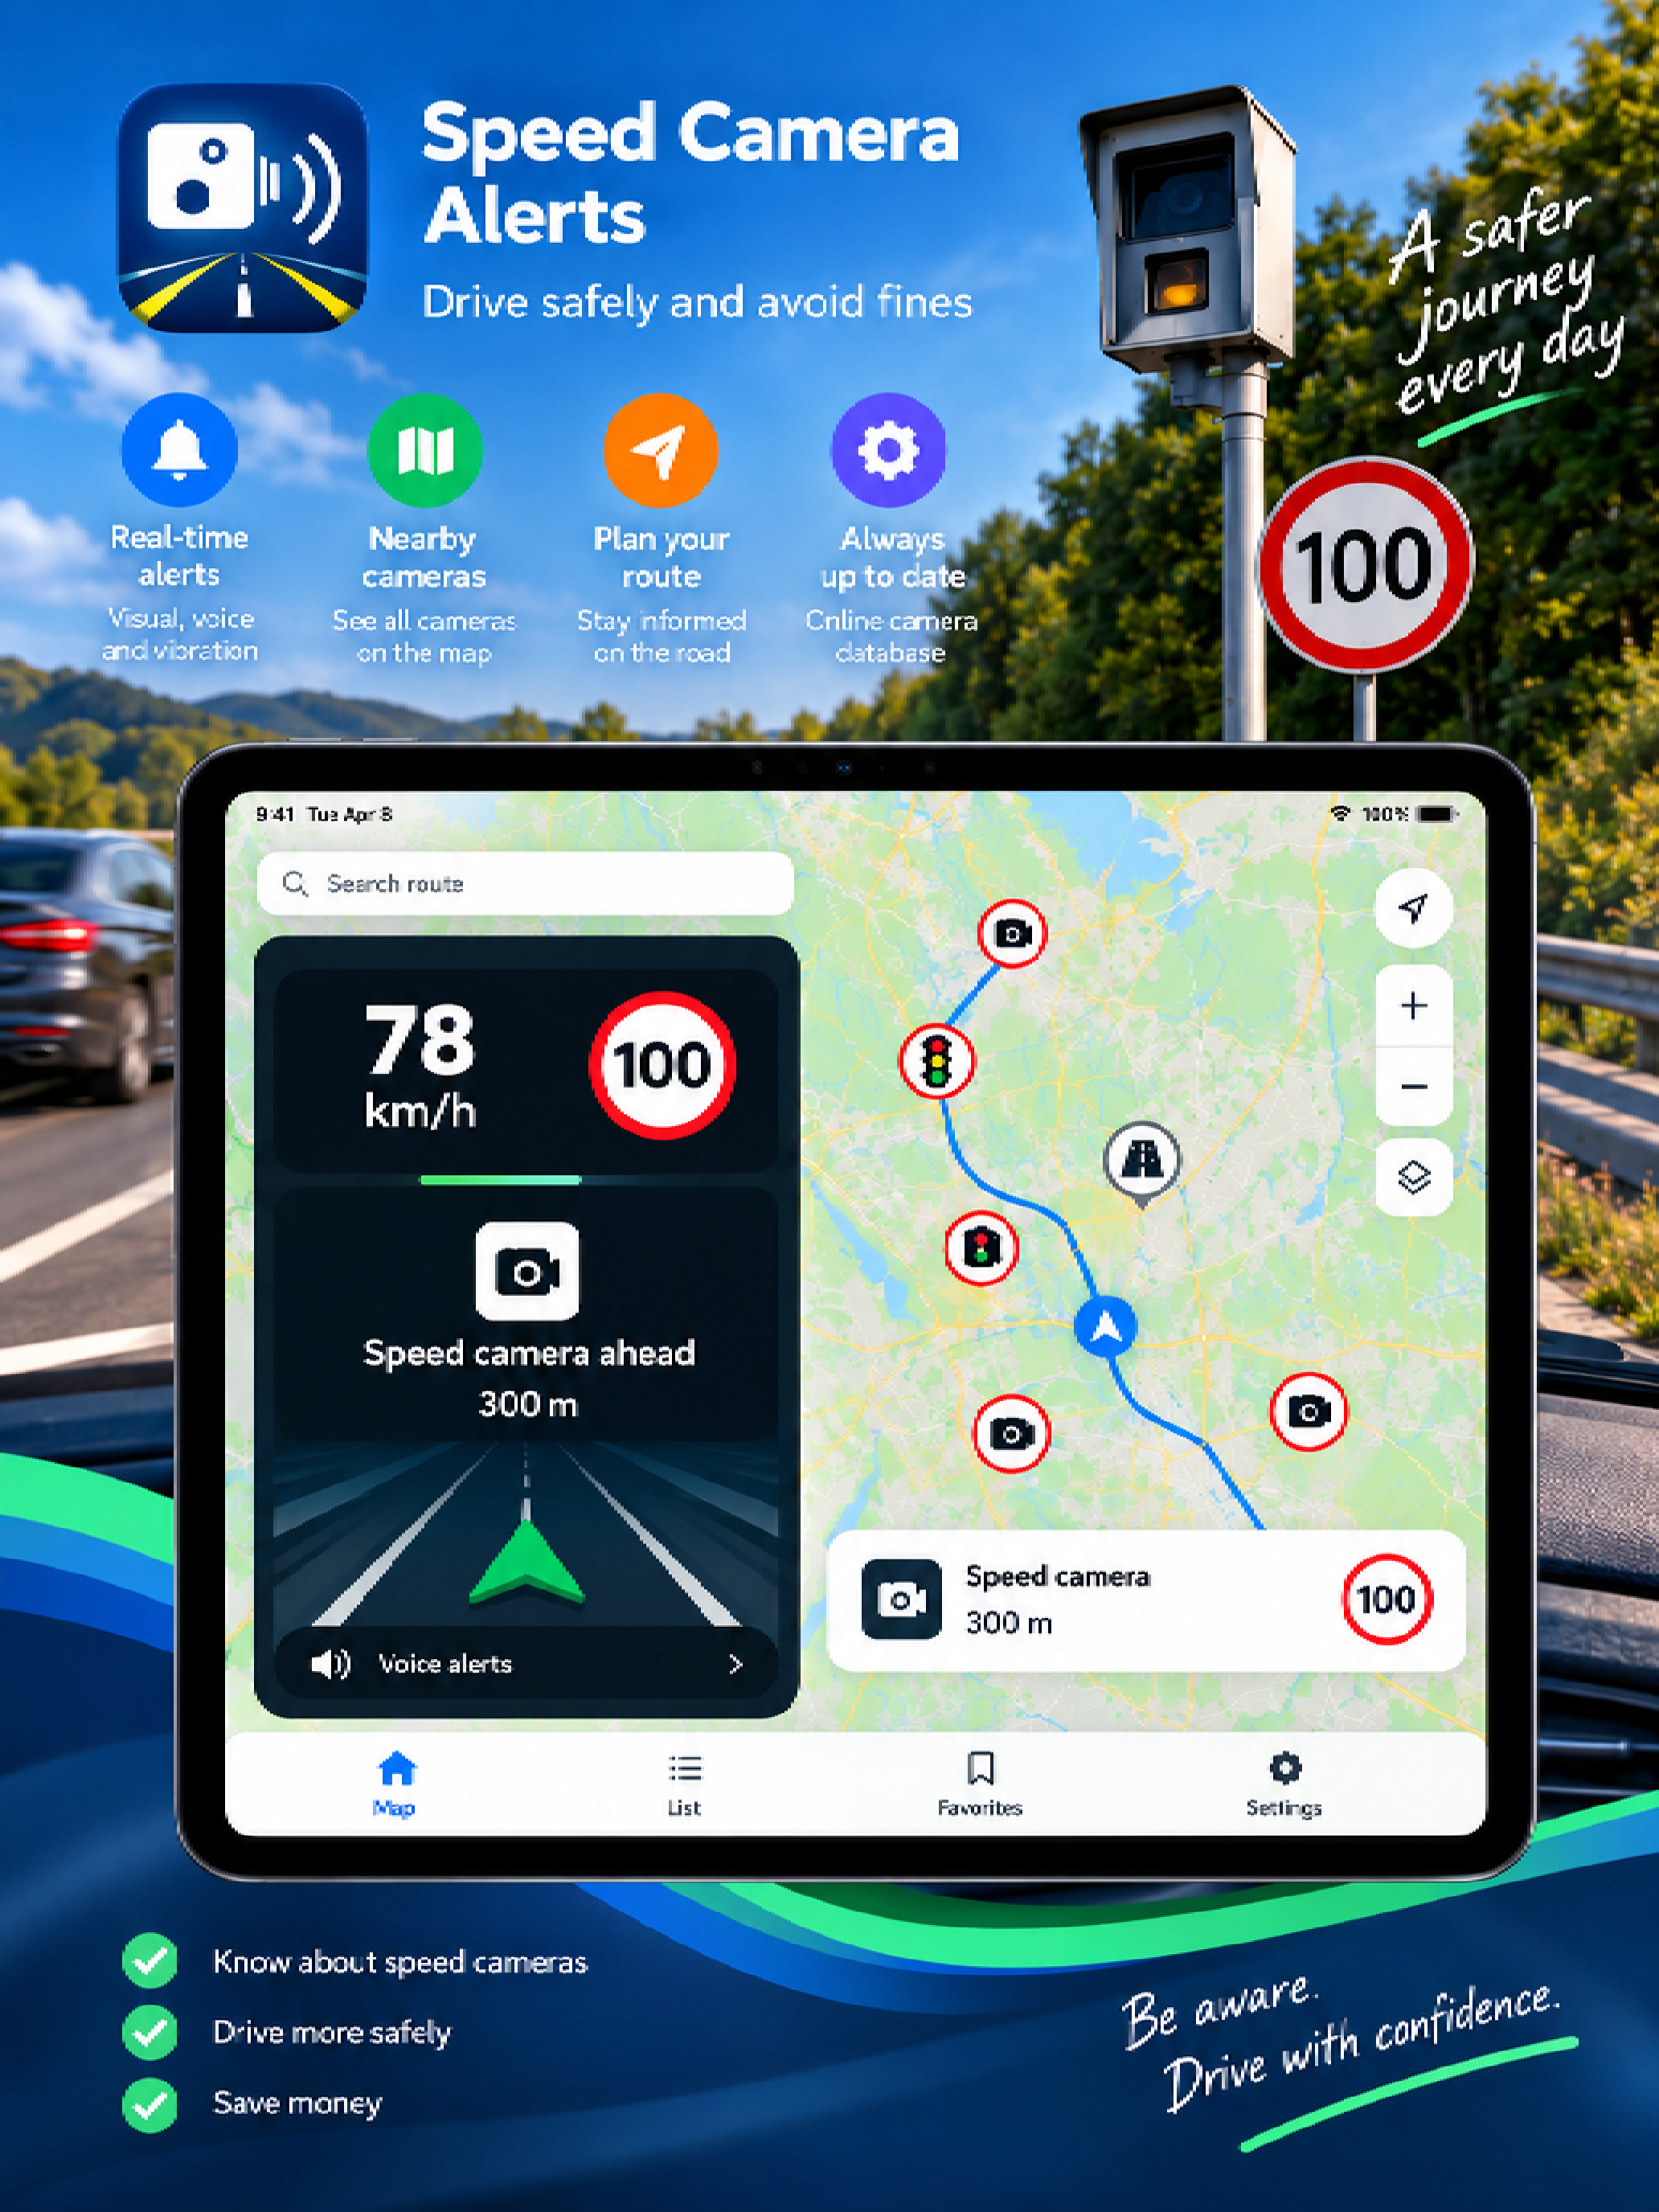 Speed Camera
Alerts
Drive safely and avoid fines
A safer
journey
every day
Real-time
alerts
Visual, voice
and vibration
Nearby
cameras
See all cameras
on the map
Plan your
route
Stay informed
on the road
Always
up to date
Online camera
database
100
9:41 Tue Apr 8
100%
Search route
78
km/h
100
Speed camera ahead
300 m
Voice alerts
Speed camera
300 m
100
Map
List
Favorites
Settings
Know about speed cameras
Drive more safely
Save money
Be aware.
Drive with confidence.